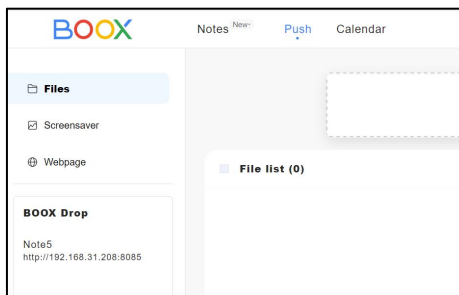 BOOX
Notes New~
Push
Calendar
Files
Screensaver
Webpage
File list (0)
BOOX Drop
Note5
http://192.168.31.208:8085